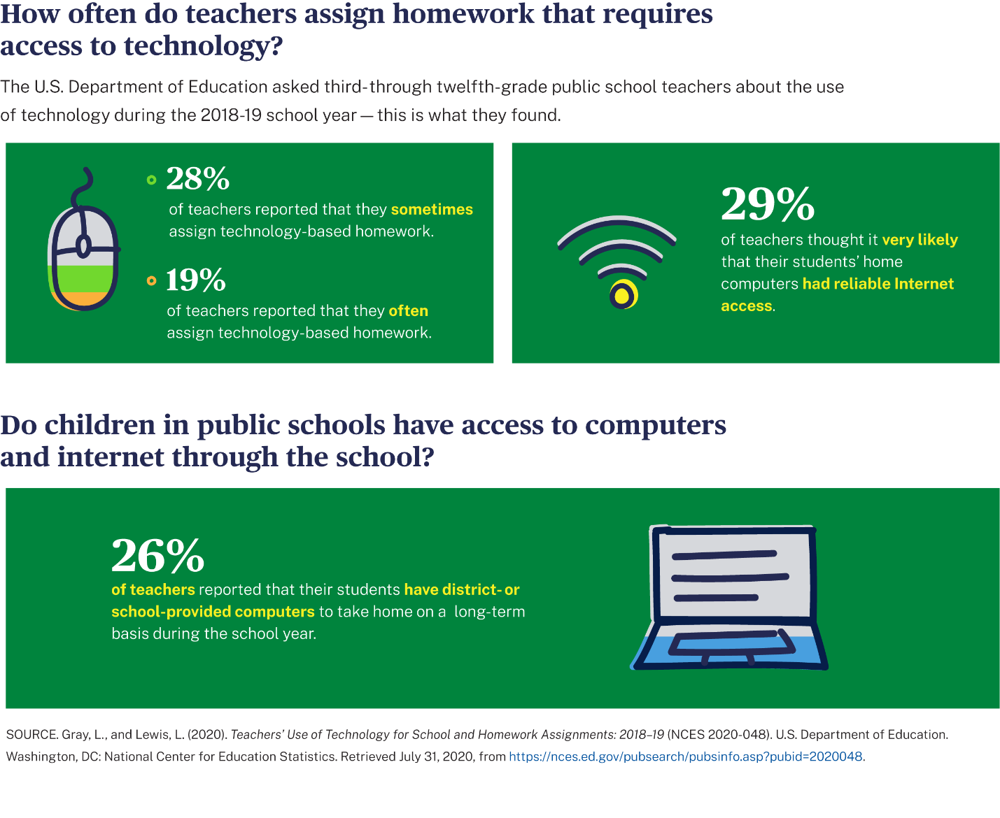 How often do teachers assign homework that requires
access to technology?
The U.S. Department of Education asked third-through twelfth-grade public school teachers about the use
of technology during the 2018-19 school year — this is what they found.
28%
of teachers reported that they sometimes
assign technology-based homework.
19%
of teachers reported that they often
assign technology-based homework.
29%
of teachers thought it very likely
that their students’ home
computers had reliable Internet
access.
Do children in public schools have access to computers
and internet through the school?
26%
of teachers reported that their students have district- or
school-provided computers to take home on a long-term
basis during the school year.
SOURCE. Gray, L., and Lewis, L. (2020). Teachers’ Use of Technology for School and Homework Assignments: 2018–19 (NCES 2020-048). U.S. Department of Education.
Washington, DC: National Center for Education Statistics. Retrieved July 31, 2020, from https://nces.ed.gov/pubsearch/pubsinfo.asp?pubid=2020048.